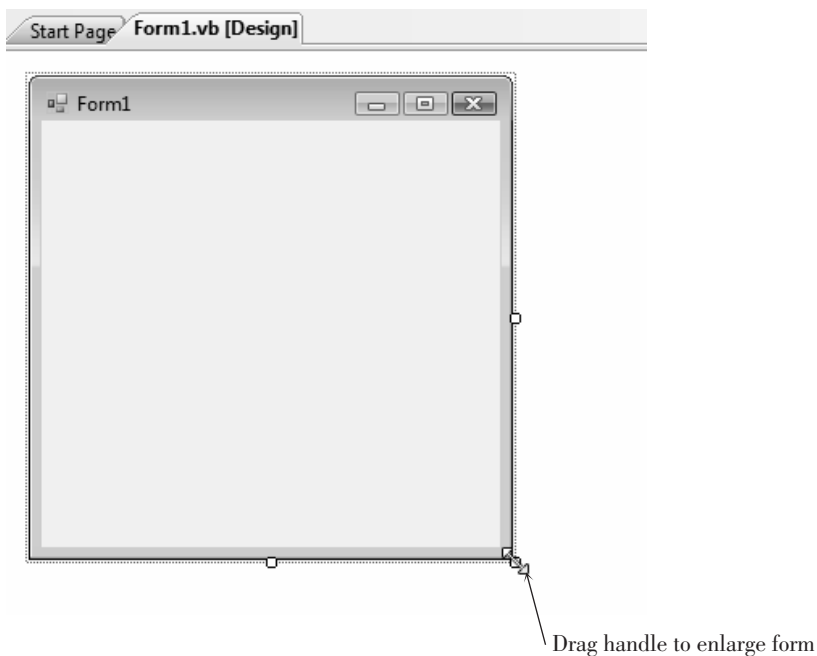 Start Page
Form1.vb [Design]
Form1
Drag handle to enlarge form